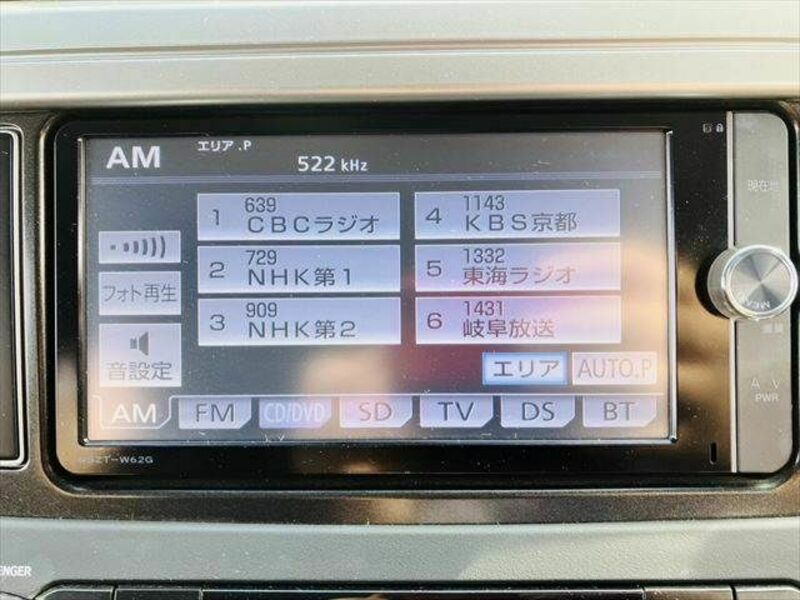 AM
エリア.P
522 kHz
現在地
1 639 CBCラジオ
4 1143 KBS京都
2 729 NHK第1
5 1332 東海ラジオ
3 909 NHK第2
6 1431 岐阜放送
フォト再生
音設定
エリア
AUTO.P
AM
FM
CD/DVD
SD
TV
DS
BT
MENU
∧ ∨
PWR
NSZT-W62G
ENGER